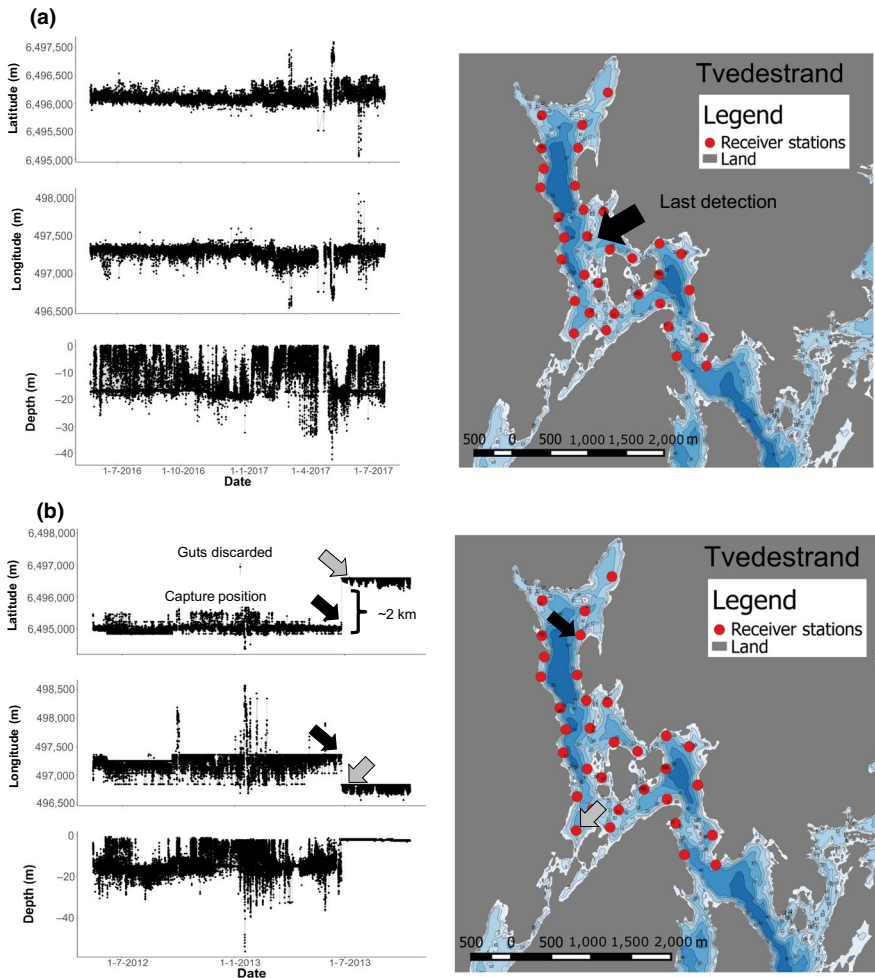 (a)
Latitude (m)
6,497,500
6,497,000
6,496,000
6,495,500
6,495,000
Longitude (m)
498,000
497,500
497,000
496,500
Depth (m)
0
−10
−20
−30
−40
1-7-2016
1-10-2016
1-1-2017
1-4-2017
1-7-2017
Date
Tvedestrand
Legend
Receiver stations
Land
Last detection
500 0 500 1,000 1,500 2,000 m
(b)
Latitude (m)
6,498,000
6,497,000
6,496,000
6,495,000
Guts discarded
Capture position
~2 km
Longitude (m)
498,500
498,000
497,500
497,000
496,500
Depth (m)
0
−20
−40
1-7-2012
1-1-2013
1-7-2013
Date
Tvedestrand
Legend
Receiver stations
Land
500 0 500 1,000 1,500 2,000 m